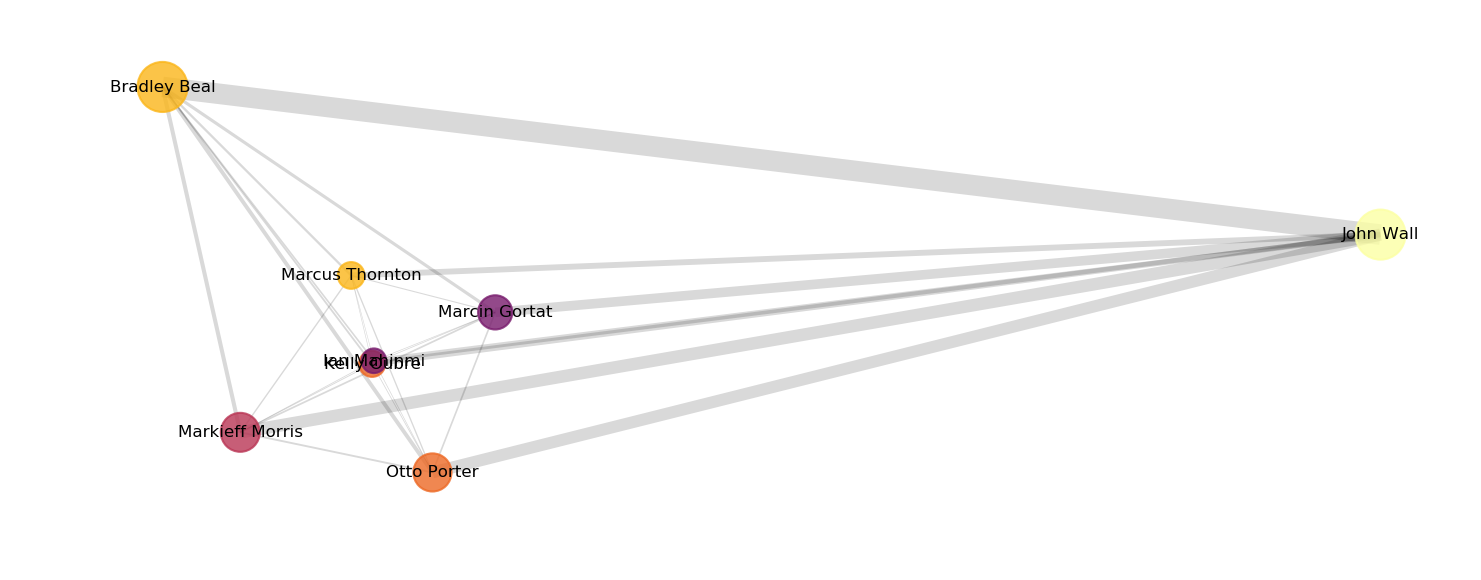 Bradley Beal
John Wall
Marcus Thornton
Marcin Gortat
Ian Mahinmi
Kelly Oubre
Markieff Morris
Otto Porter